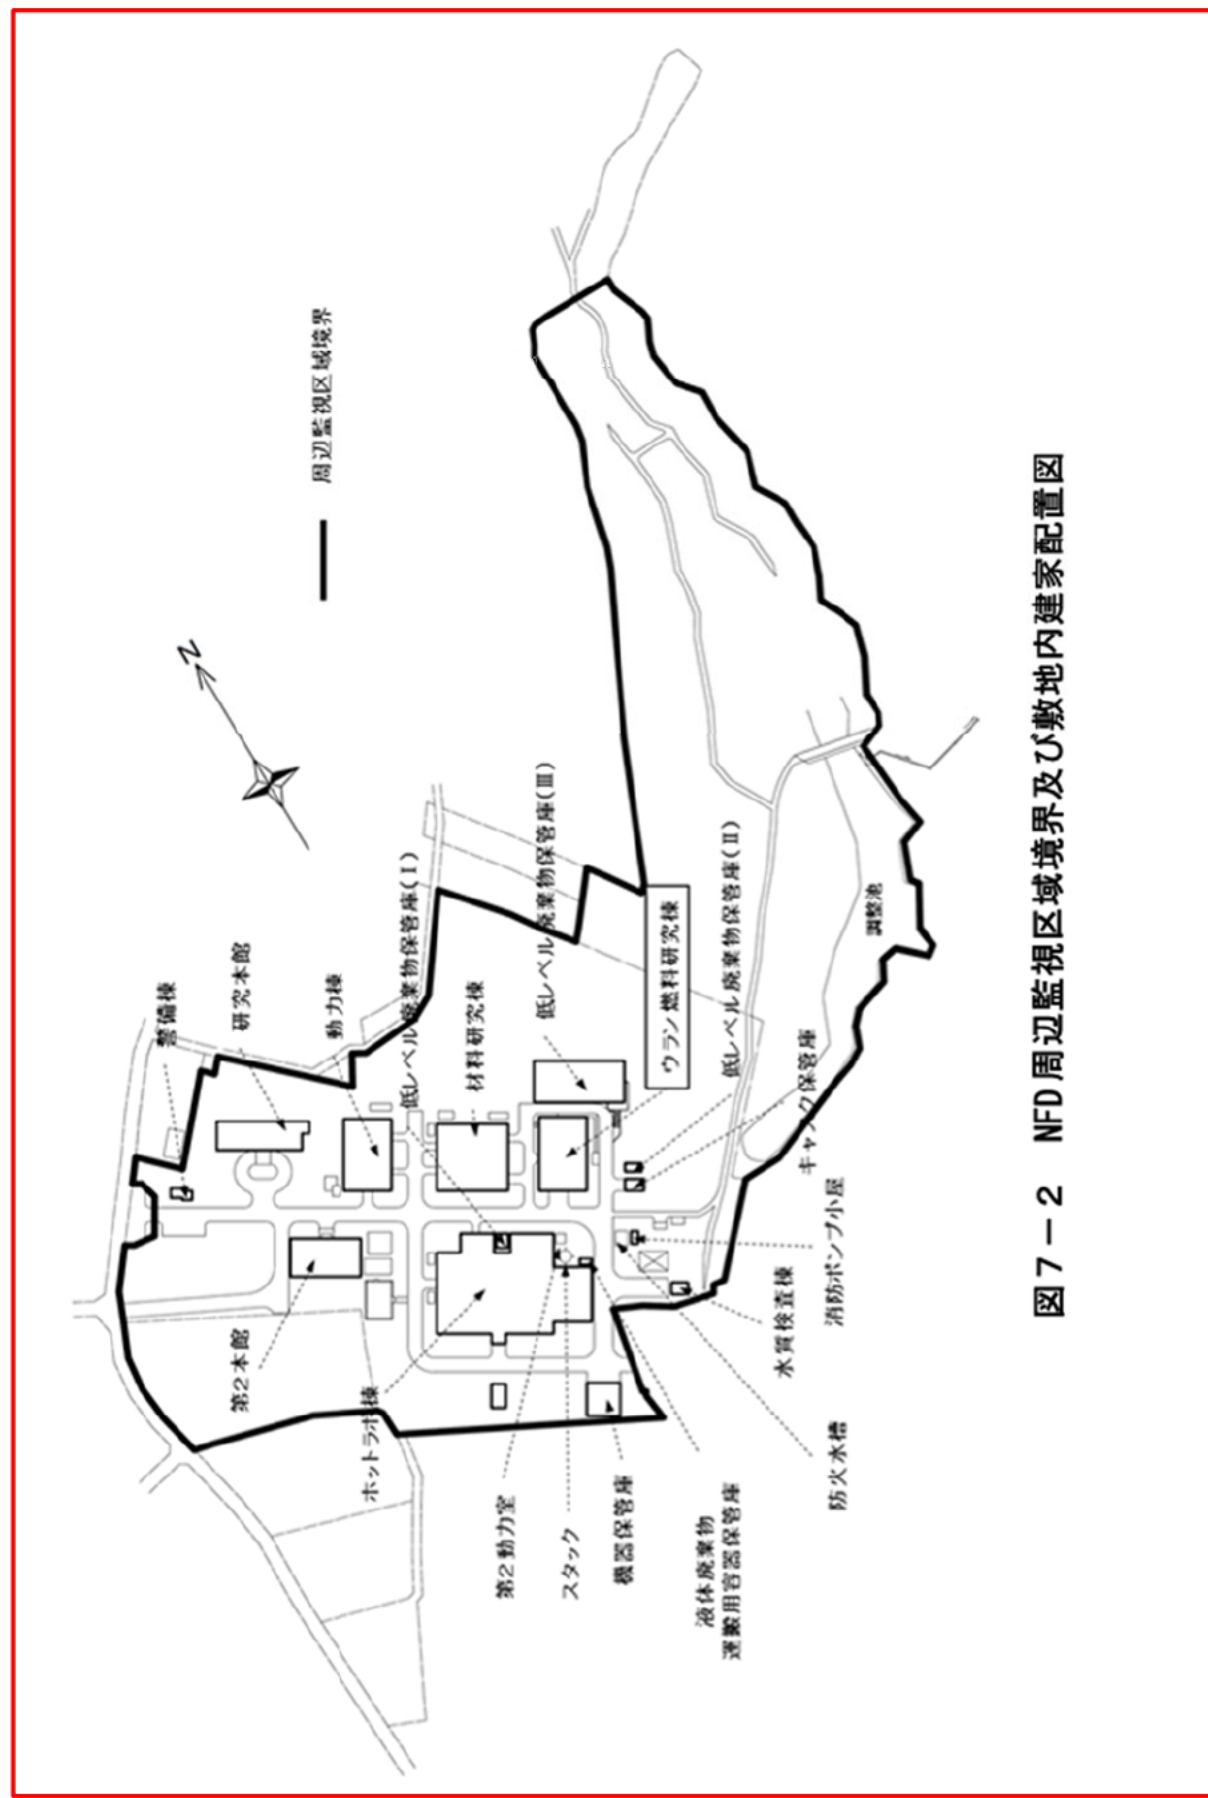 周辺監視区域境界
N
警備棟
研究本館
動力棟
低レベル廃棄物保管庫(Ⅰ)
材料研究棟
低レベル廃棄物保管庫(Ⅲ)
ウラン燃料研究棟
低レベル廃棄物保管庫(Ⅱ)
キャスク保管庫
調整池
第2本館
ホットラボ棟
第2動力室
スタック
機器保管庫
液体廃棄物
運搬用容器保管庫
防火水槽
水質検査棟
消防ポンプ小屋
図7-2 NFD周辺監視区域境界及び敷地内建家配置図